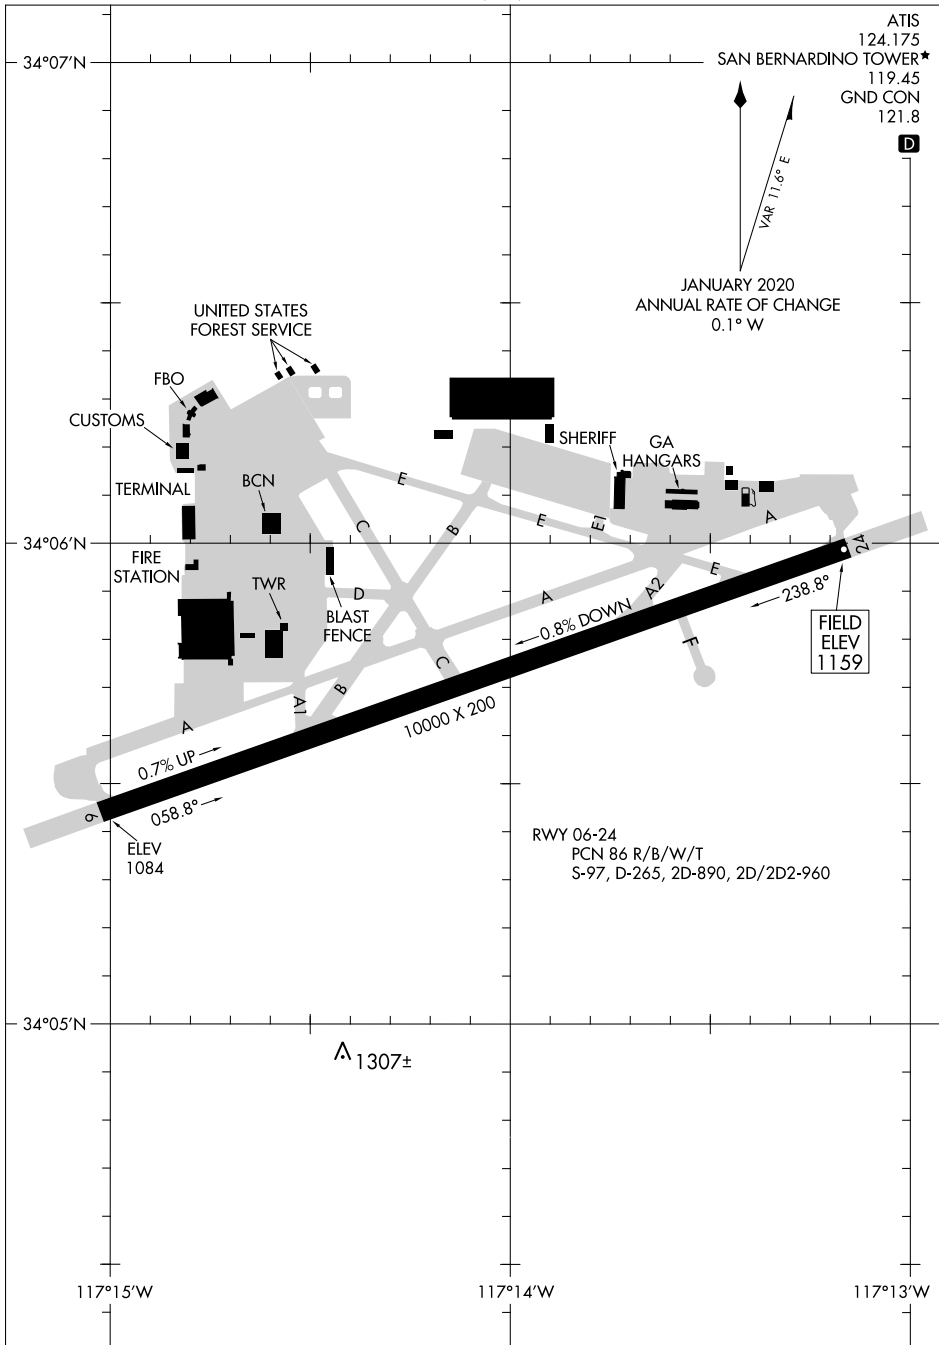 ATIS
124.175
34°07'N
SAN BERNARDINO TOWER★
119.45
GND CON
121.8
D
VAR 11.6° E
JANUARY 2020
ANNUAL RATE OF CHANGE
0.1° W
UNITED STATES
FOREST SERVICE
FBO
CUSTOMS
SHERIFF
GA
HANGARS
TERMINAL
BCN
E
C
B
E
E1
A
34°06'N
24
FIRE
STATION
TWR
D
BLAST
FENCE
A
A2
E
238.8°
0.8% DOWN
FIELD
ELEV
1159
F
C
B
A1
A
10000 X 200
0.7% UP
058.8°
6
ELEV
1084
RWY 06-24
PCN 86 R/B/W/T
S-97, D-265, 2D-890, 2D/2D2-960
34°05'N
1307±
117°15'W
117°14'W
117°13'W